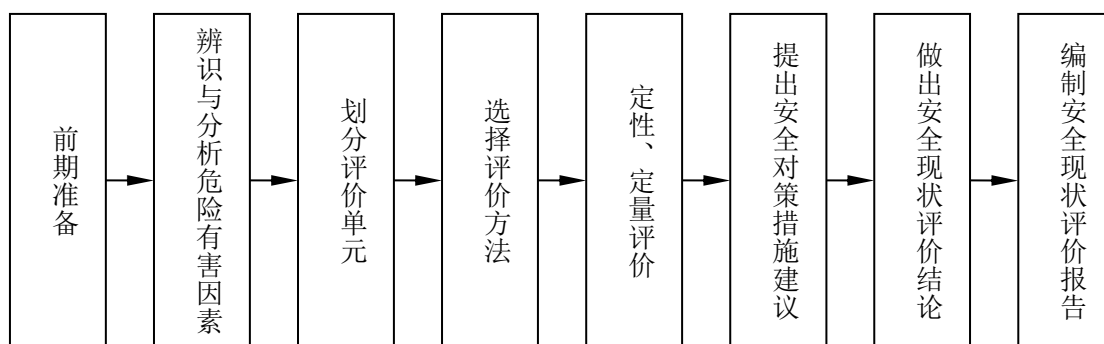 前期准备
辨识与分析危险有害因素
划分评价单元
选择评价方法
定性、定量评价
提出安全对策措施建议
做出安全现状评价结论
编制安全现状评价报告